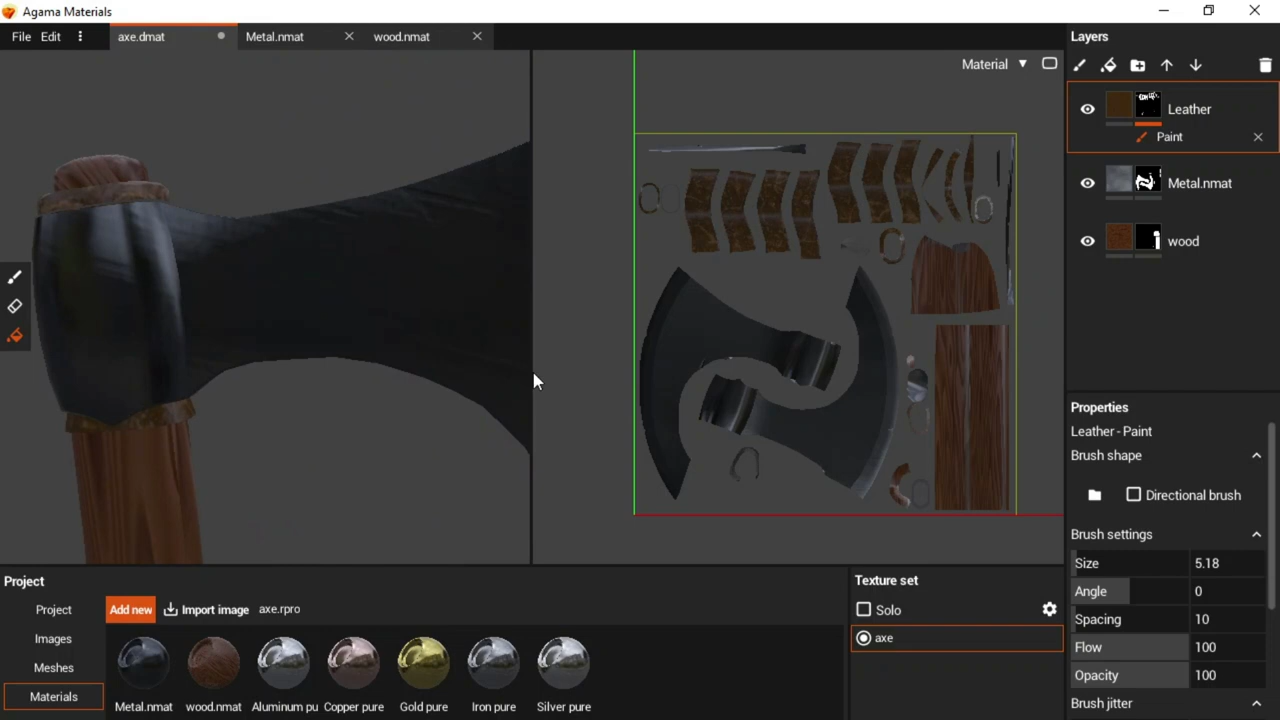 Agama Materials
File Edit axe.dmat Metal.nmat wood.nmat
Material
Layers
Leather
Paint
Metal.nmat
wood
Properties
Leather - Paint
Brush shape
Directional brush
Brush settings
Size 5.18
Angle 0
Spacing 10
Flow 100
Opacity 100
Brush jitter
Project
Project
Images
Meshes
Materials
Add new Import image axe.rpro
Metal.nmat wood.nmat Aluminum pu Copper pure Gold pure Iron pure Silver pure
Texture set
Solo
axe